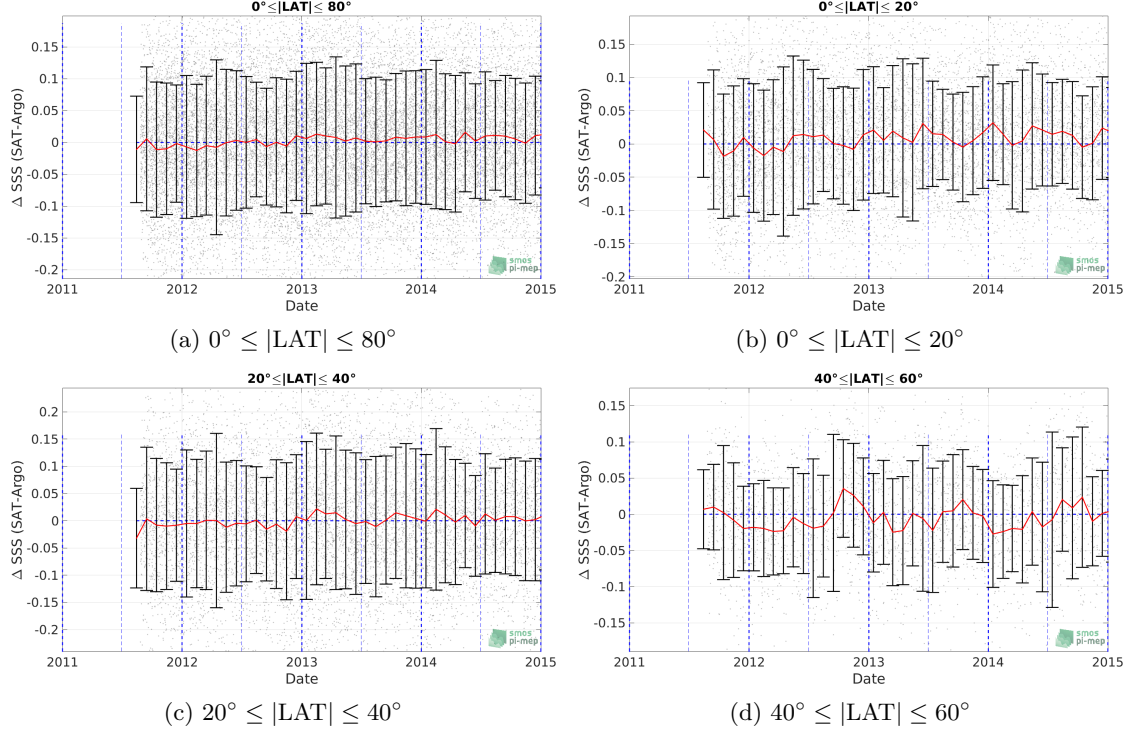 0°≤|LAT|≤ 80°
Δ SSS (SAT-Argo)
0.15
0.1
0.05
0
-0.05
-0.1
-0.15
-0.2
2011 2012 2013 2014 2015
Date
smos
pi-mep
(a) 0° ≤ |LAT| ≤ 80°
0°≤|LAT|≤ 20°
Δ SSS (SAT-Argo)
0.15
0.1
0.05
0
-0.05
-0.1
-0.15
-0.2
2011 2012 2013 2014 2015
Date
smos
pi-mep
(b) 0° ≤ |LAT| ≤ 20°
20°≤|LAT|≤ 40°
Δ SSS (SAT-Argo)
0.2
0.15
0.1
0.05
0
-0.05
-0.1
-0.15
-0.2
2011 2012 2013 2014 2015
Date
smos
pi-mep
(c) 20° ≤ |LAT| ≤ 40°
40°≤|LAT|≤ 60°
Δ SSS (SAT-Argo)
0.15
0.1
0.05
0
-0.05
-0.1
-0.15
2011 2012 2013 2014 2015
Date
smos
pi-mep
(d) 40° ≤ |LAT| ≤ 60°